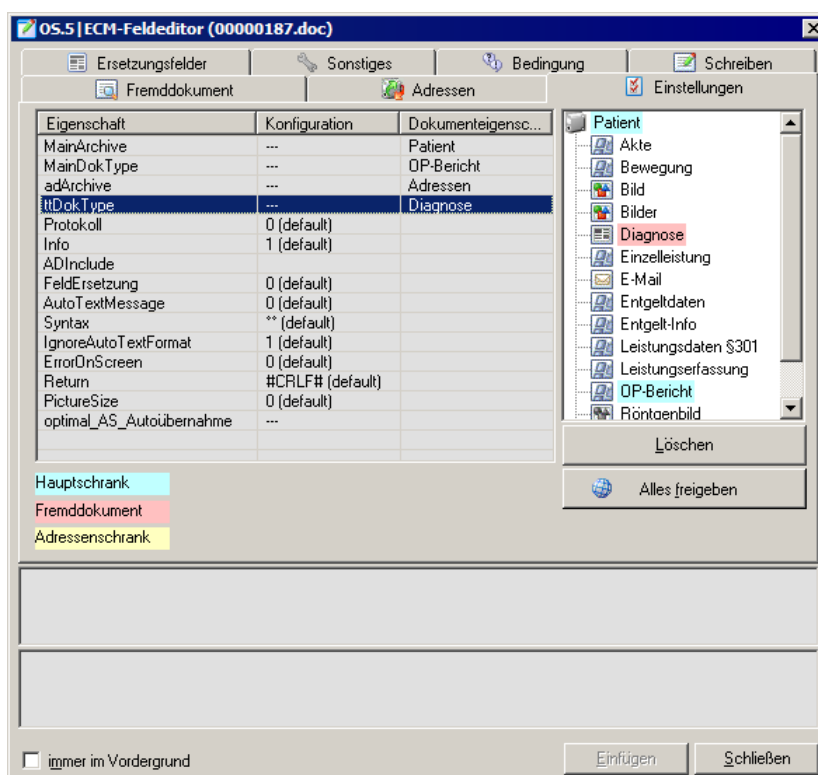 OS.5|ECM-Feldeditor (00000187.doc)
Ersetzungsfelder Sonstiges Bedingung Schreiben
Fremddokument Adressen Einstellungen
Eigenschaft Konfiguration Dokumenteigensc...
MainArchive --- Patient
MainDokType --- OP-Bericht
adArchive --- Adressen
ttDokType --- Diagnose
Protokoll 0 (default)
Info 1 (default)
ADInclude
FeldErsetzung 0 (default)
AutoTextMessage 0 (default)
Syntax ** (default)
IgnoreAutoTextFormat 1 (default)
ErrorOnScreen 0 (default)
Return #CRLF# (default)
PictureSize 0 (default)
optimal_AS_Autoübernahme ---
Patient
Akte
Bewegung
Bild
Bilder
Diagnose
Einzelleistung
E-Mail
Entgeltdaten
Entgelt-Info
Leistungsdaten §301
Leistungserfassung
OP-Bericht
Röntgenbild
Löschen
Alles freigeben
Hauptschrank
Fremddokument
Adressenschrank
immer im Vordergrund
Einfügen Schließen